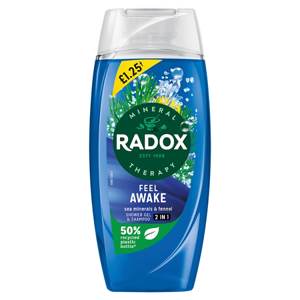 £1.25†
MINERAL
RADOX
ESTD 1908
THERAPY
FEEL
AWAKE
sea minerals & fennel
SHOWER GEL
& SHAMPOO 2 IN 1
50%
recycled
plastic
bottle*